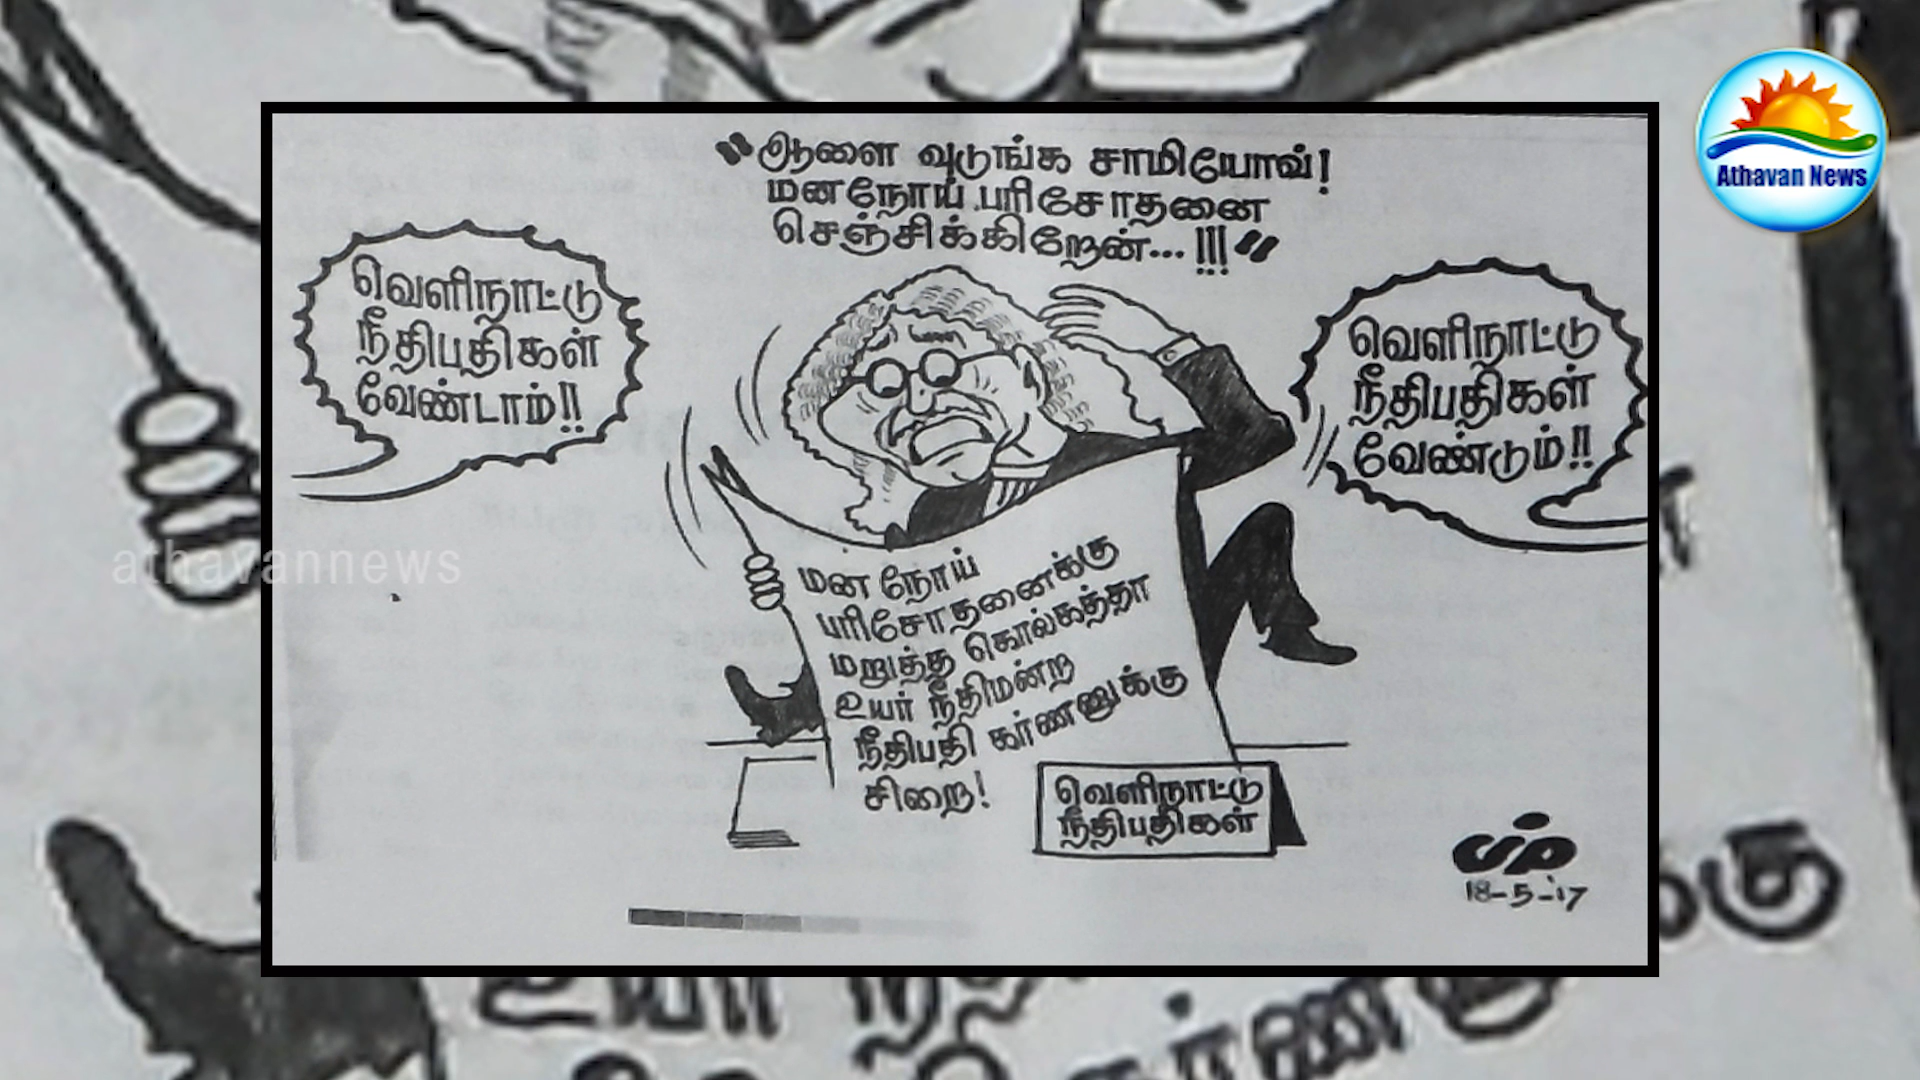 "ஆளை வுடுங்க சாமியோவ்!
மனநோய் பரிசோதனை
செஞ்சிக்கிறேன்...!!!"
வெளிநாட்டு
நீதிபதிகள்
வேண்டாம்!!
வெளிநாட்டு
நீதிபதிகள்
வேண்டும்!!
மனநோய்
பரிசோதனைக்கு
மறுத்த கொல்கத்தா
உயர் நீதிமன்ற
நீதிபதி கர்ணனுக்கு
சிறை!
வெளிநாட்டு
நீதிபதிகள்
18-5-'17
Athavan News
athavannews